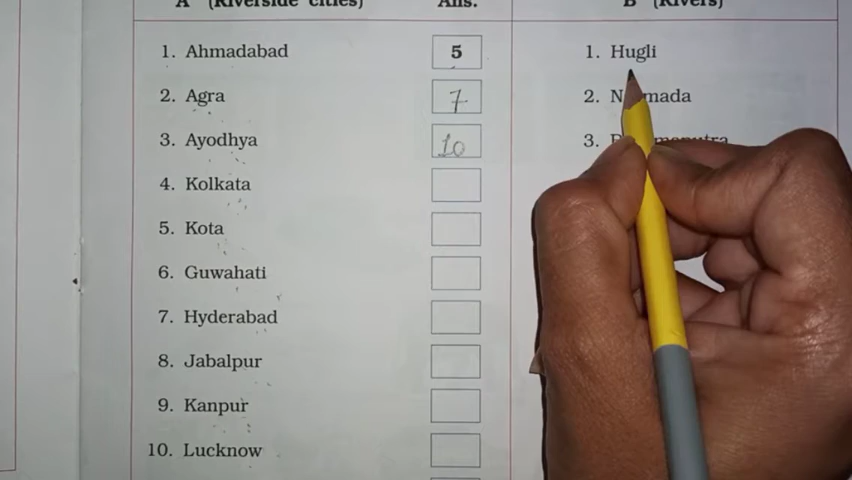 A (Riverside cities) Ans. B (Rivers)
1. Ahmadabad 5 1. Hugli
2. Agra 7 2.
3. Ayodhya 10 3.
4. Kolkata
5. Kota
6. Guwahati
7. Hyderabad
8. Jabalpur
9. Kanpur
10. Lucknow